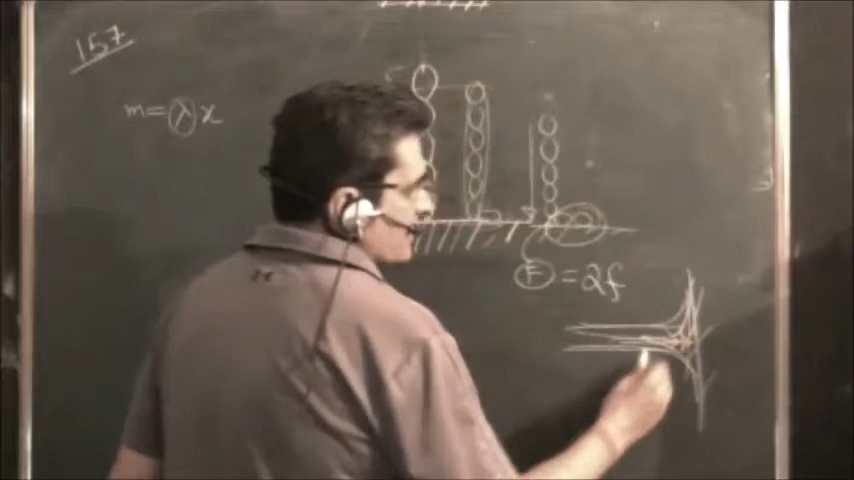 157
m = λx
F = 2f